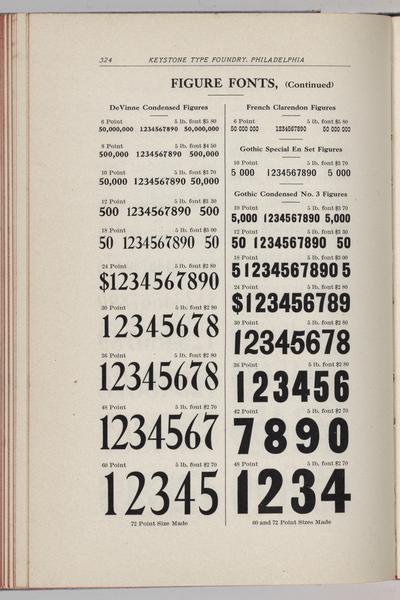 324 KEYSTONE TYPE FOUNDRY, PHILADELPHIA
FIGURE FONTS, (Continued)
DeVinne Condensed Figures
6 Point 5 lb. font $5 80
50,000,000 1234567890 50,000,000
8 Point 5 lb. font $4 50
500,000 1234567890 500,000
10 Point 5 lb. font $3 70
50,000 1234567890 50,000
12 Point 5 lb. font $3 30
500 1234567890 500
18 Point 5 lb. font $3 00
50 1234567890 50
24 Point 5 lb. font $2 80
$1234567890
30 Point 5 lb. font $2 80
12345678
36 Point 5 lb. font $2 80
12345678
48 Point 5 lb. font $2 70
1234567
60 Point 5 lb. font $2 70
12345
72 Point Size Made
French Clarendon Figures
6 Point 5 lb. font $5 80
50 000 000 1234567890 50 000 000
Gothic Special En Set Figures
10 Point 5 lb. font $3 70
5 000 1234567890 5 000
Gothic Condensed No. 3 Figures
10 Point 5 lb. font $3 70
5,000 1234567890 5,000
12 Point 5 lb. font $3 30
50 1234567890 50
18 Point 5 lb. font $3 00
5 1234567890 5
24 Point 5 lb. font $2 80
$123456789
30 Point 5 lb. font $2 80
12345678
36 Point 5 lb. font $2 80
123456
42 Point 5 lb. font $2 70
7890
48 Point 5 lb. font $2 70
1234
60 and 72 Point Sizes Made